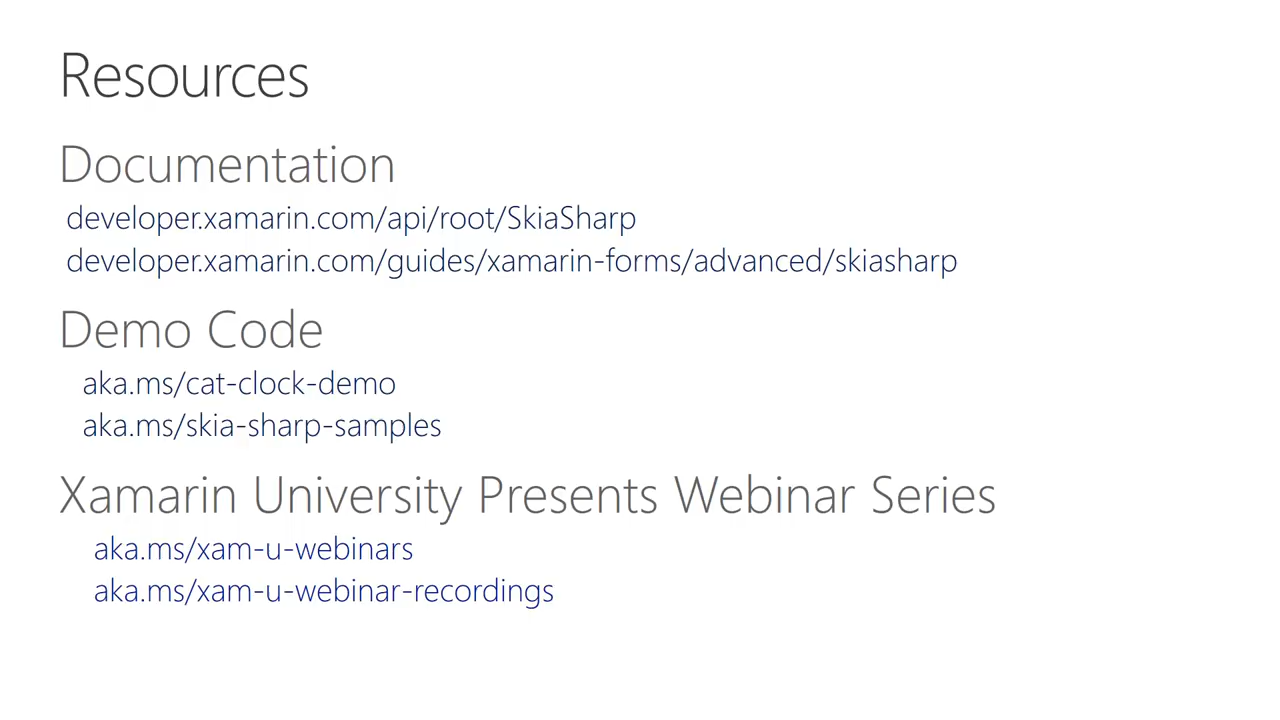 Resources
Documentation
developer.xamarin.com/api/root/SkiaSharp
developer.xamarin.com/guides/xamarin-forms/advanced/skiasharp
Demo Code
aka.ms/cat-clock-demo
aka.ms/skia-sharp-samples
Xamarin University Presents Webinar Series
aka.ms/xam-u-webinars
aka.ms/xam-u-webinar-recordings